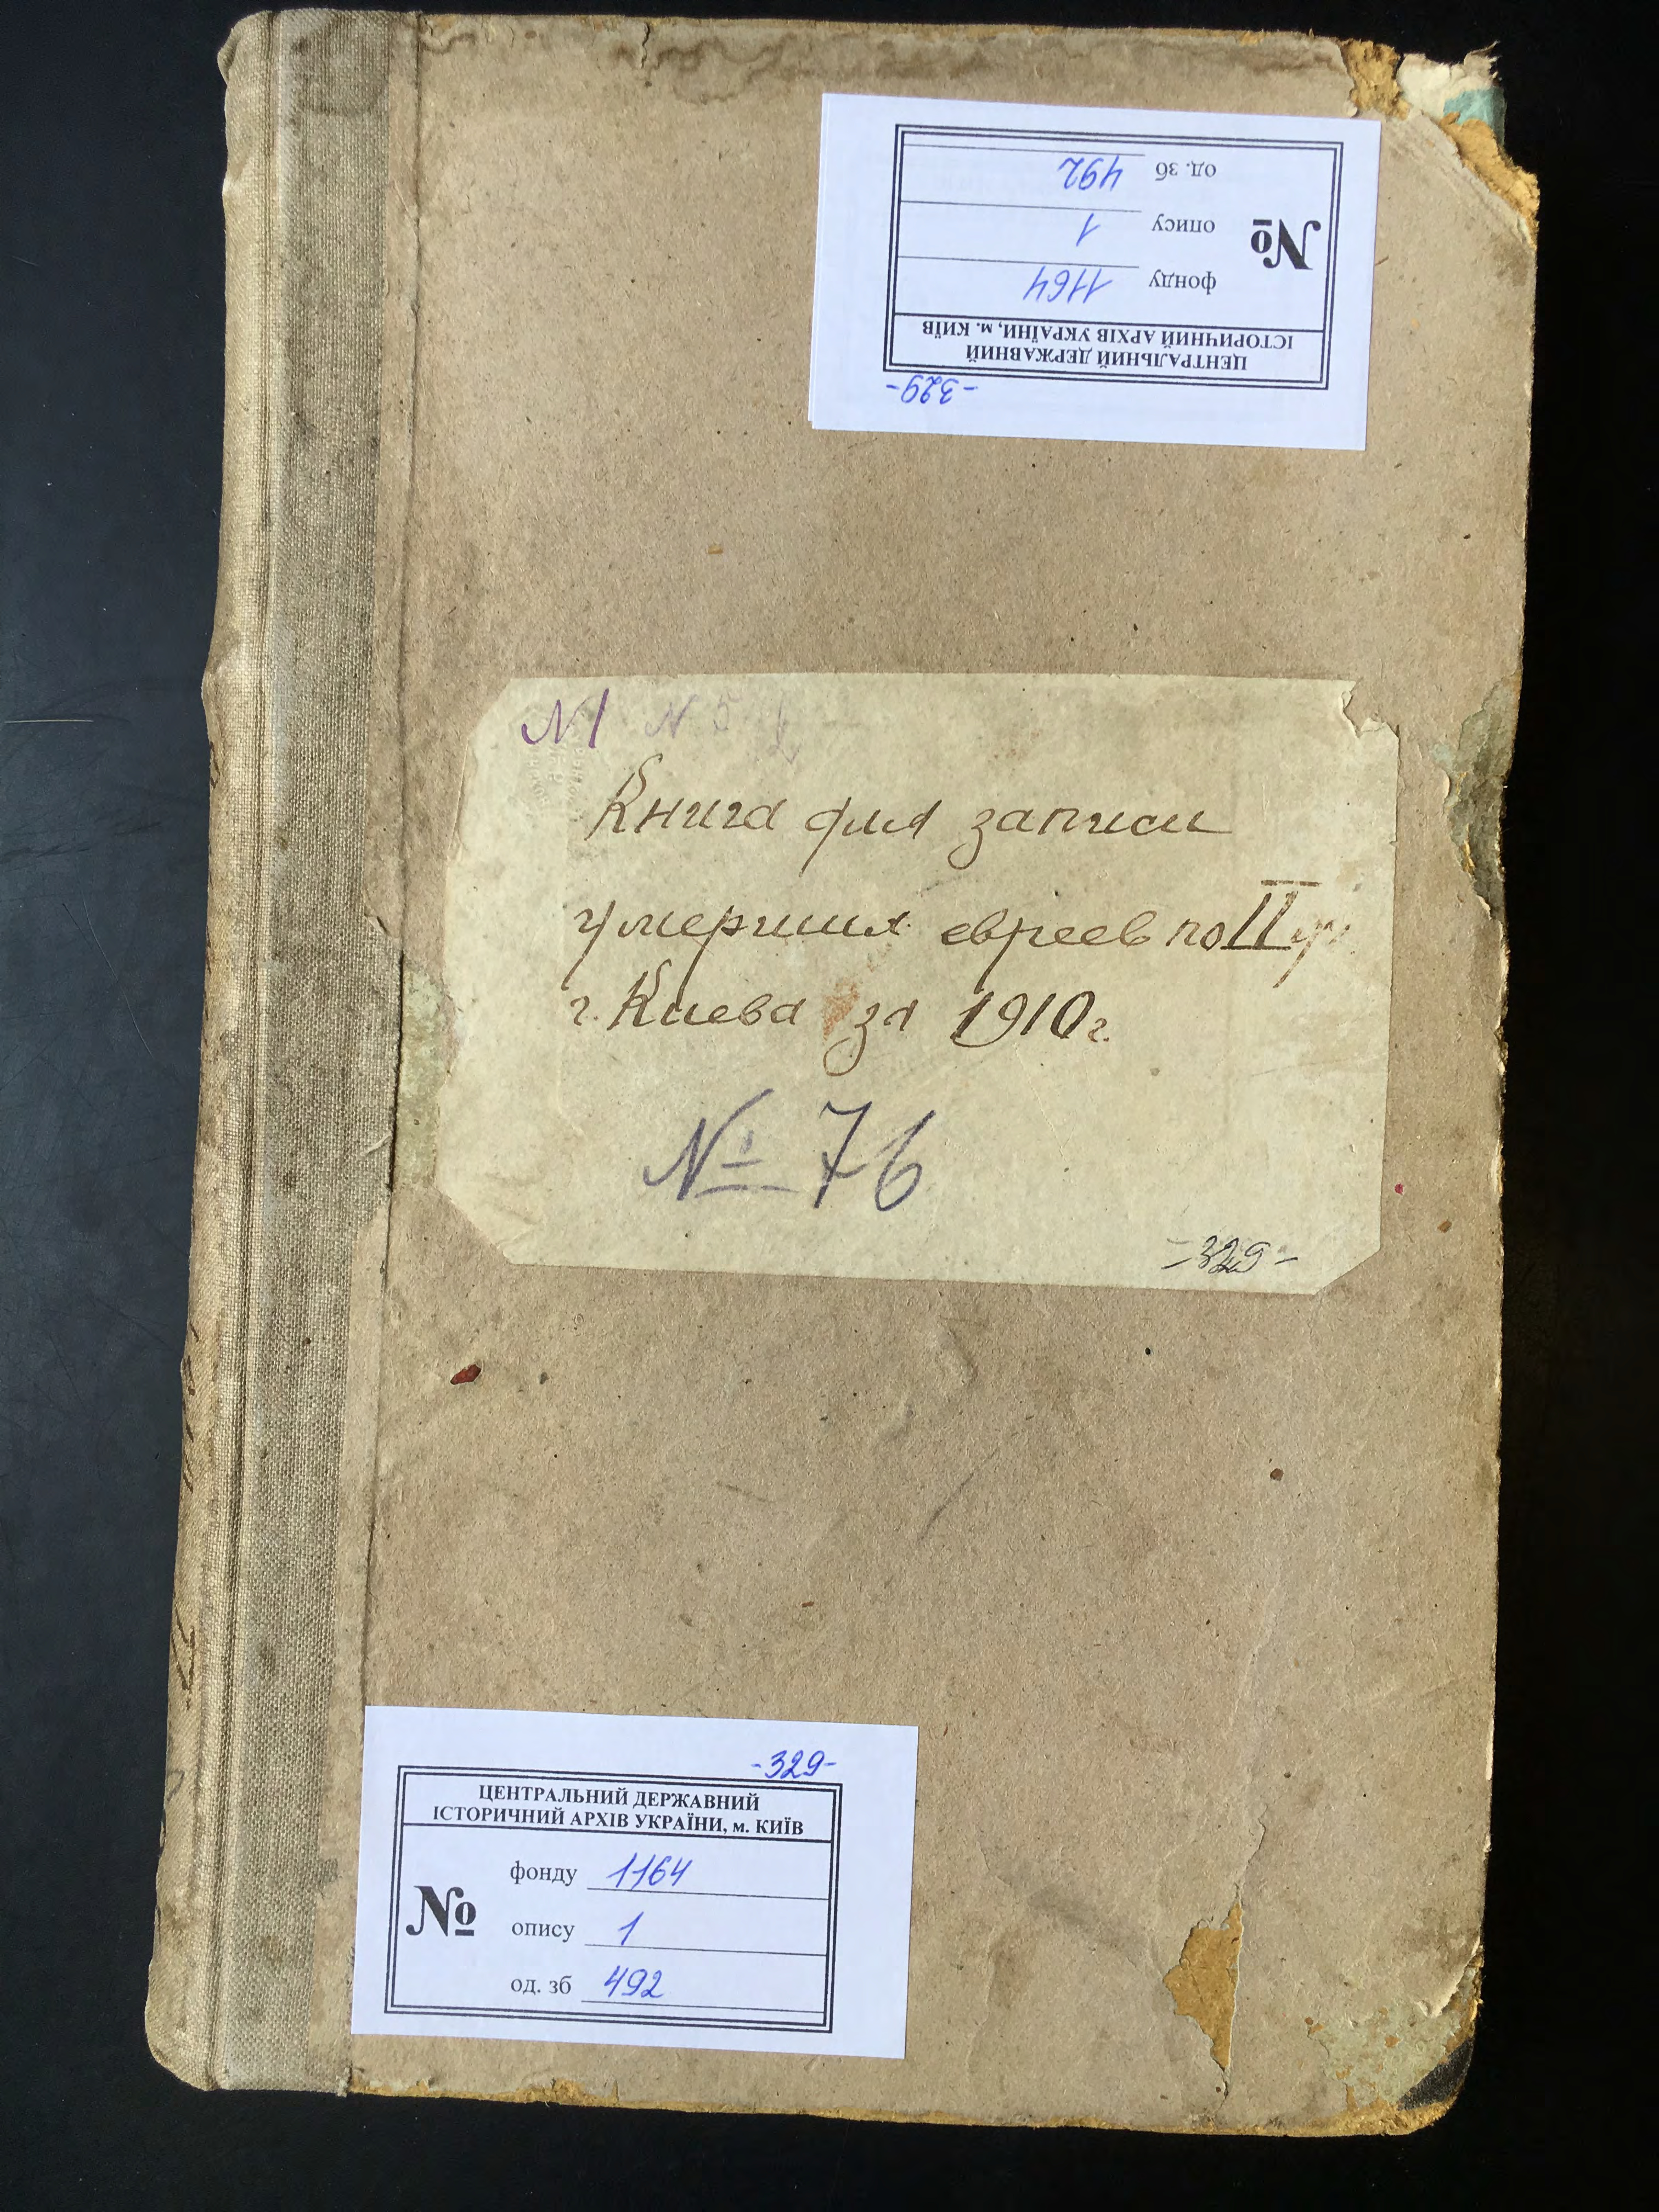 -329-
ЦЕНТРАЛЬНИЙ ДЕРЖАВНИЙ
ІСТОРИЧНИЙ АРХІВ УКРАЇНИ, м. КИЇВ
№
фонду 1164
опису 1
од. зб 492
N1 N 5
Книга для записи
умерших евреев по II
г. Киева за 1910 г.
№ 76
-329-
-329-
ЦЕНТРАЛЬНИЙ ДЕРЖАВНИЙ
ІСТОРИЧНИЙ АРХІВ УКРАЇНИ, м. КИЇВ
№
фонду 1164
опису 1
од. зб 492